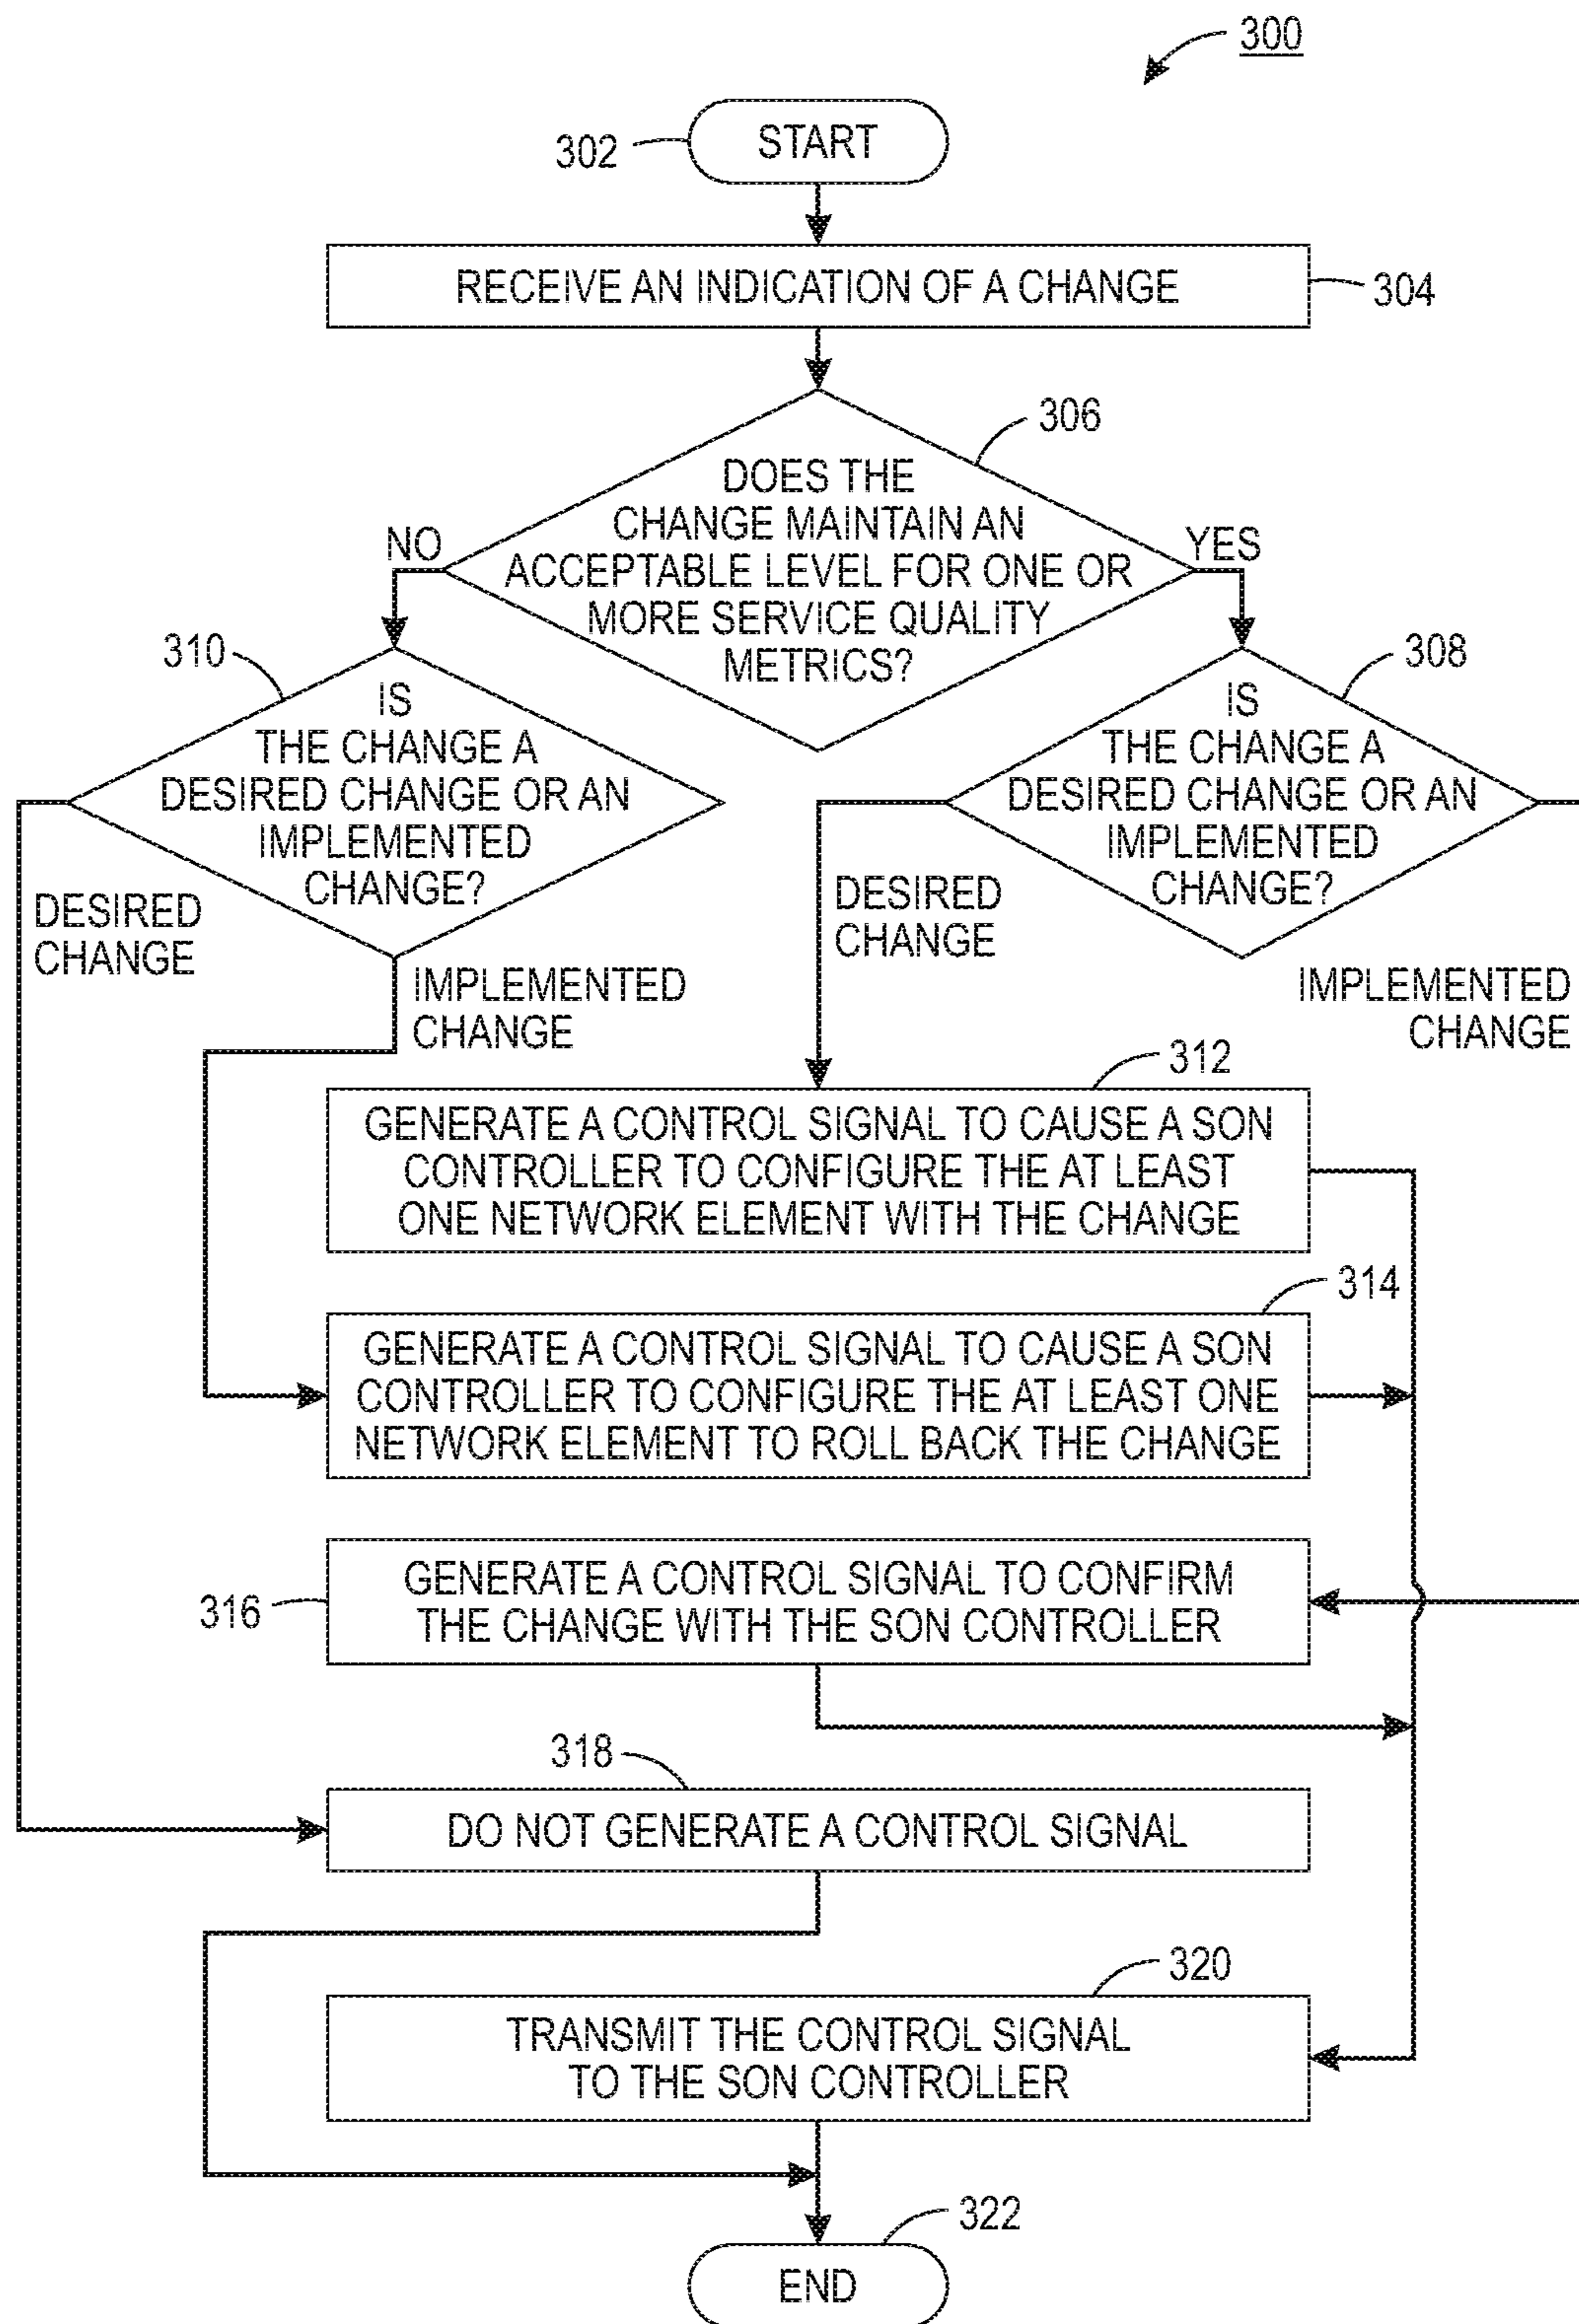 300
START
302
RECEIVE AN INDICATION OF A CHANGE
304
306
DOES THE
CHANGE MAINTAIN AN
ACCEPTABLE LEVEL FOR ONE OR
MORE SERVICE QUALITY
METRICS?
NO
YES
310
308
IS
THE CHANGE A
DESIRED CHANGE OR AN
IMPLEMENTED
CHANGE?
IS
THE CHANGE A
DESIRED CHANGE OR AN
IMPLEMENTED
CHANGE?
DESIRED
CHANGE
IMPLEMENTED
CHANGE
DESIRED
CHANGE
IMPLEMENTED
CHANGE
312
GENERATE A CONTROL SIGNAL TO CAUSE A SON
CONTROLLER TO CONFIGURE THE AT LEAST
ONE NETWORK ELEMENT WITH THE CHANGE
314
GENERATE A CONTROL SIGNAL TO CAUSE A SON
CONTROLLER TO CONFIGURE THE AT LEAST ONE
NETWORK ELEMENT TO ROLL BACK THE CHANGE
316
GENERATE A CONTROL SIGNAL TO CONFIRM
THE CHANGE WITH THE SON CONTROLLER
318
DO NOT GENERATE A CONTROL SIGNAL
320
TRANSMIT THE CONTROL SIGNAL
TO THE SON CONTROLLER
322
END